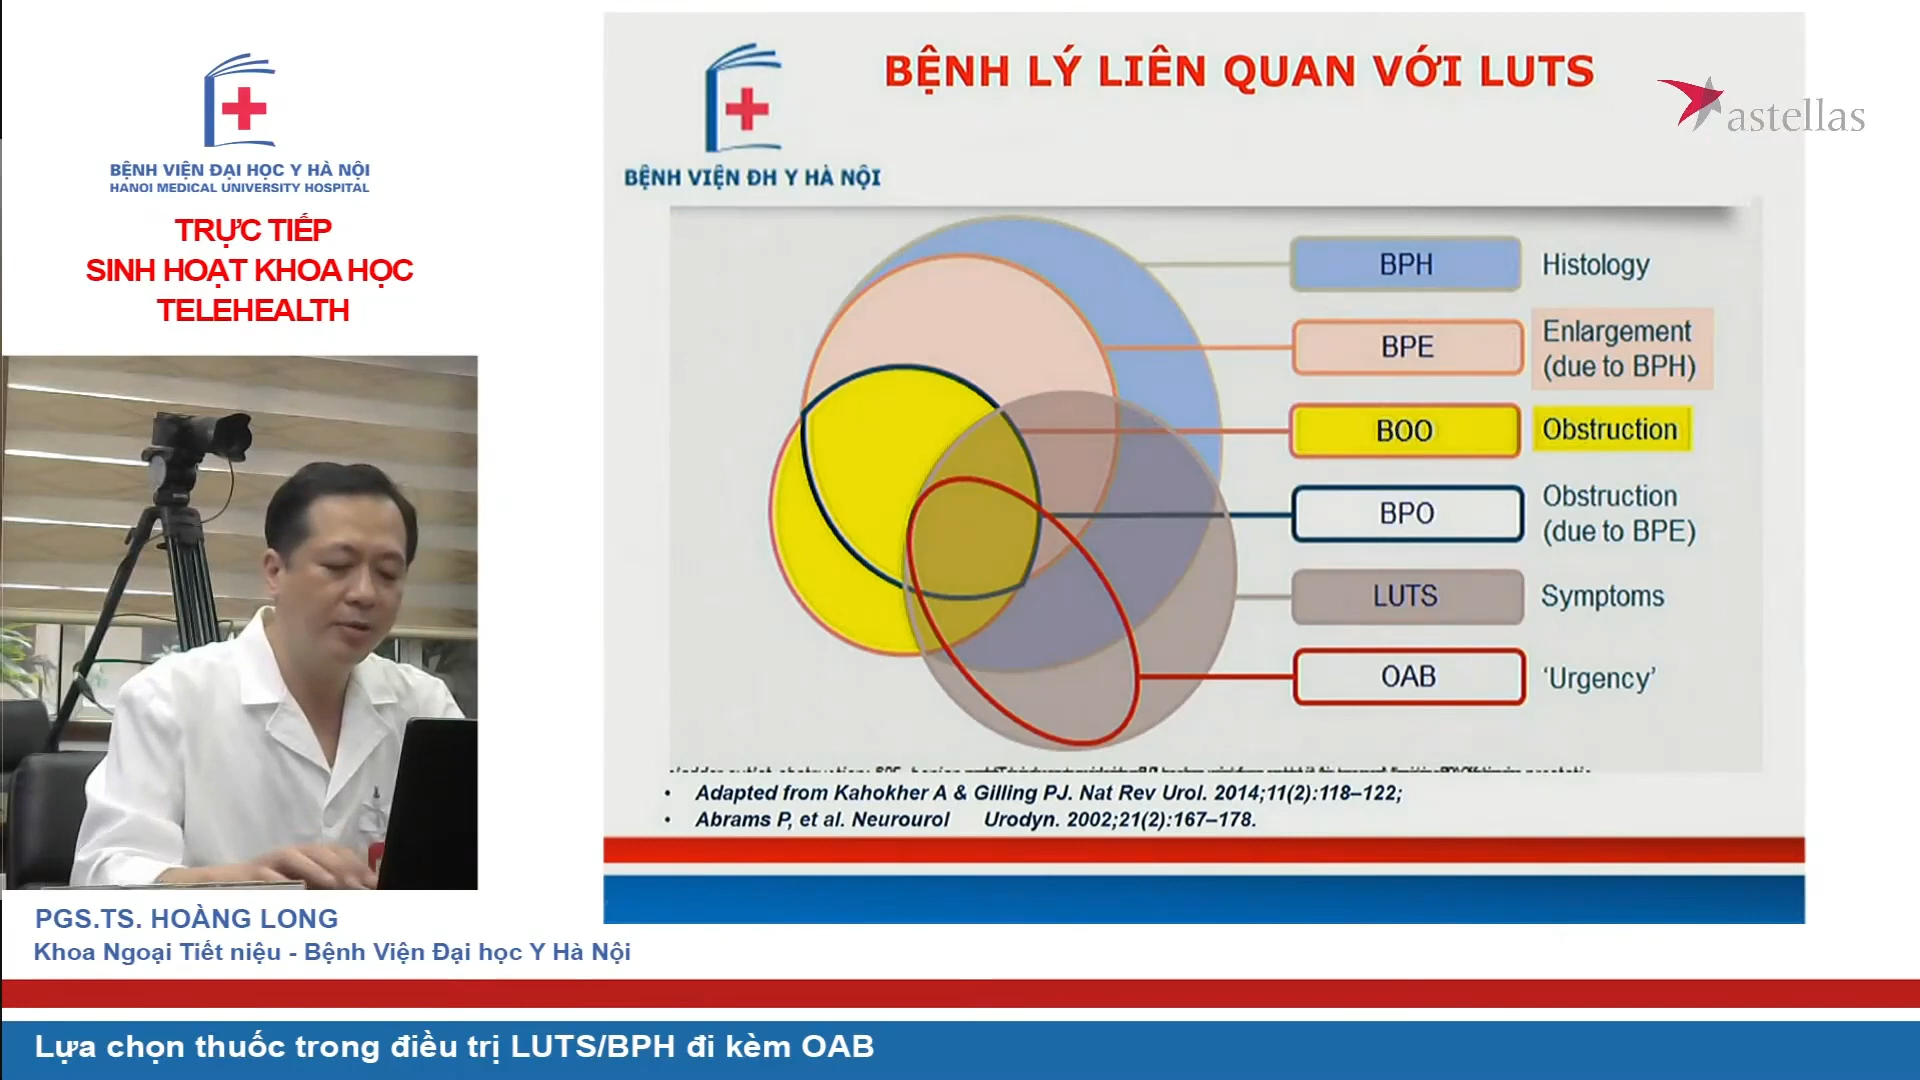 BỆNH VIỆN ĐẠI HỌC Y HÀ NỘI
HANOI MEDICAL UNIVERSITY HOSPITAL
TRỰC TIẾP
SINH HOẠT KHOA HỌC
TELEHEALTH
BỆNH LÝ LIÊN QUAN VỚI LUTS
astellas
BỆNH VIỆN ĐH Y HÀ NỘI
BPH Histology
BPE Enlargement
(due to BPH)
BOO Obstruction
BPO Obstruction
(due to BPE)
LUTS Symptoms
OAB ‘Urgency’
• Adapted from Kahokher A & Gilling PJ. Nat Rev Urol. 2014;11(2):118–122;
• Abrams P, et al. Neurourol Urodyn. 2002;21(2):167–178.
PGS.TS. HOÀNG LONG
Khoa Ngoại Tiết niệu - Bệnh Viện Đại học Y Hà Nội
Lựa chọn thuốc trong điều trị LUTS/BPH đi kèm OAB